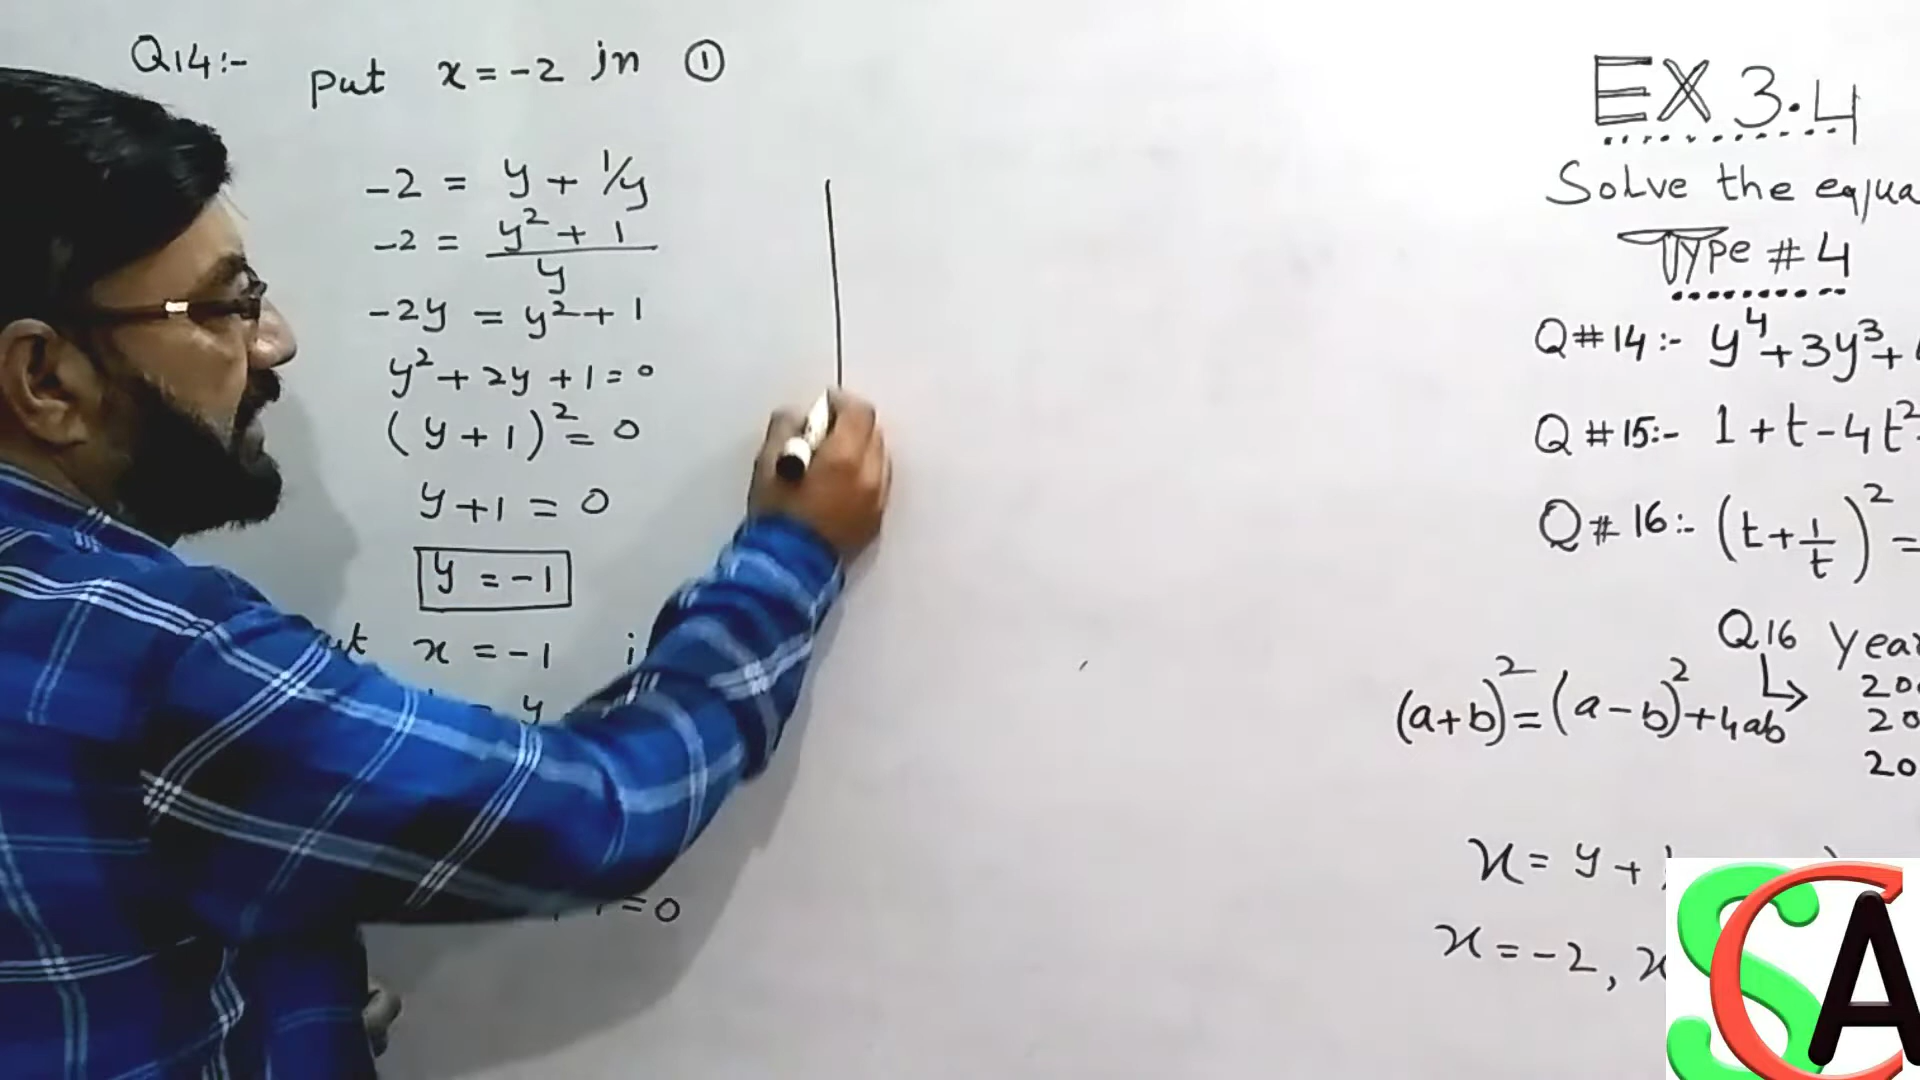 Q14:-
put x = -2 in ①
-2 = y + 1/y
-2 = y² + 1 / y
-2y = y² + 1
y² + 2y + 1 = 0
(y + 1)² = 0
y + 1 = 0
y = -1
x = -1
y
= 0
EX 3.4
Solve the
Type # 4
Q # 14:- y⁴ + 3y³ +
Q # 15:- 1 + t - 4t²
Q # 16:- (t + 1/t)² =
Q16 Year
(a+b)² = (a-b)² + 4ab
x = y +
x = -2, x
SCA